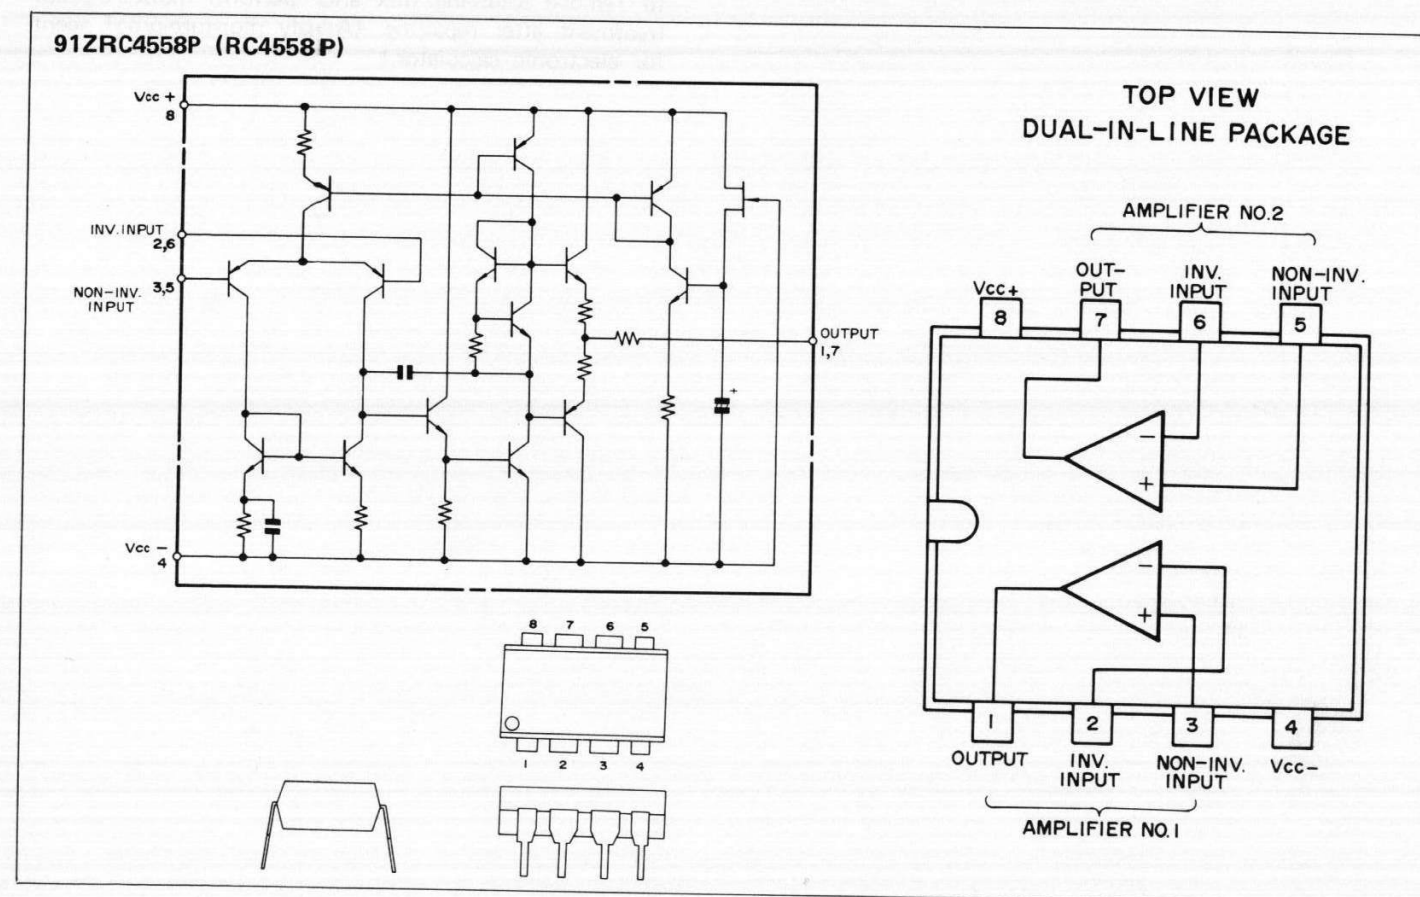 91ZRC4558P (RC4558P)
Vcc +
8
INV. INPUT
2,6
3,5
NON-INV.
INPUT
Vcc −
4
+
OUTPUT
1,7
8 7 6 5
1 2 3 4
TOP VIEW
DUAL-IN-LINE PACKAGE
AMPLIFIER NO.2
Vcc+
OUT-
PUT
INV.
INPUT
NON-INV.
INPUT
8 7 6 5
−
+
−
+
1 2 3 4
OUTPUT
INV.
INPUT
NON-INV.
INPUT
Vcc−
AMPLIFIER NO.1